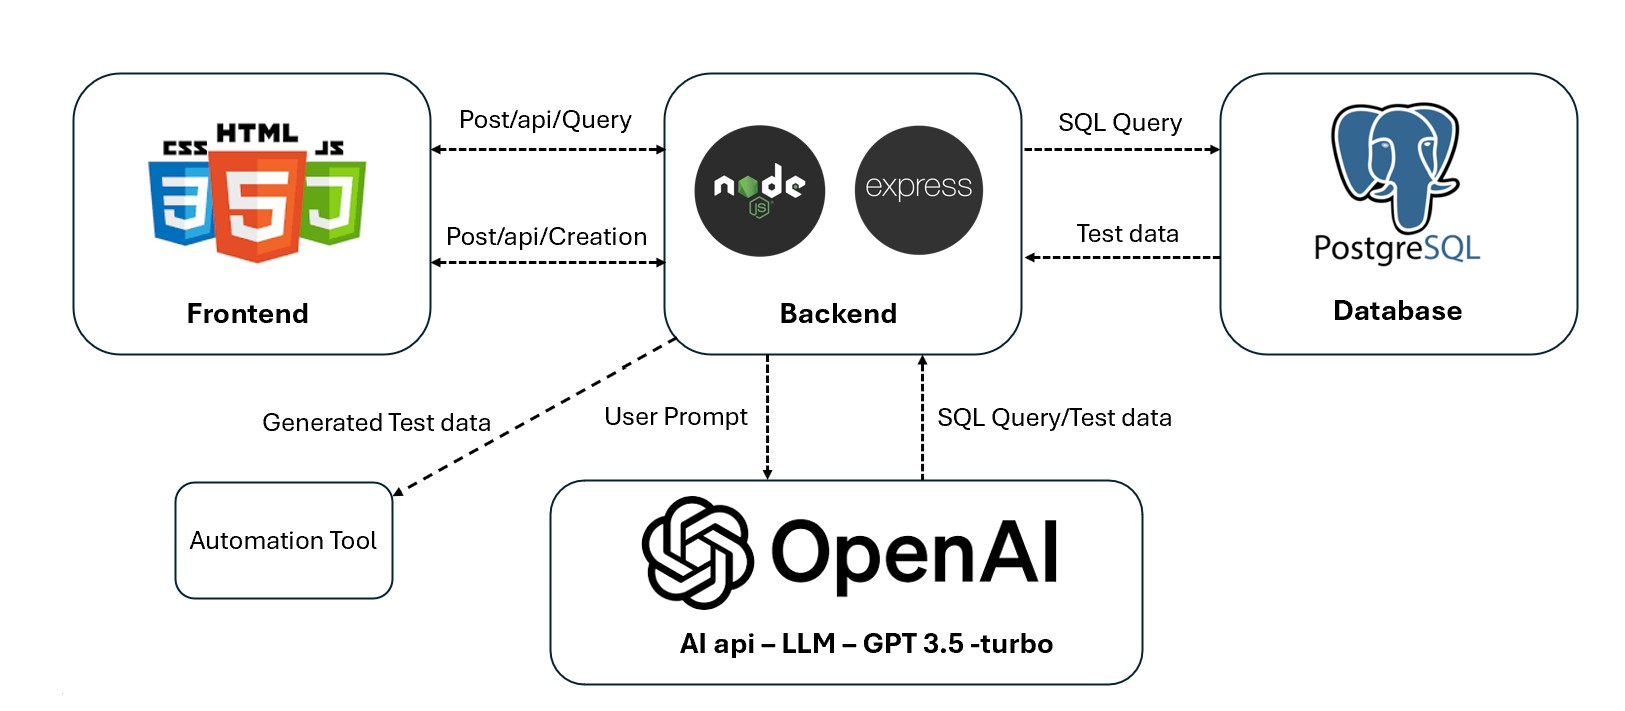 CSS HTML JS
3 5 J
Frontend
Post/api/Query
Post/api/Creation
node
JS
express
Backend
SQL Query
Test data
PostgreSQL
Database
Generated Test data
User Prompt
SQL Query/Test data
Automation Tool
OpenAI
AI api – LLM – GPT 3.5 -turbo